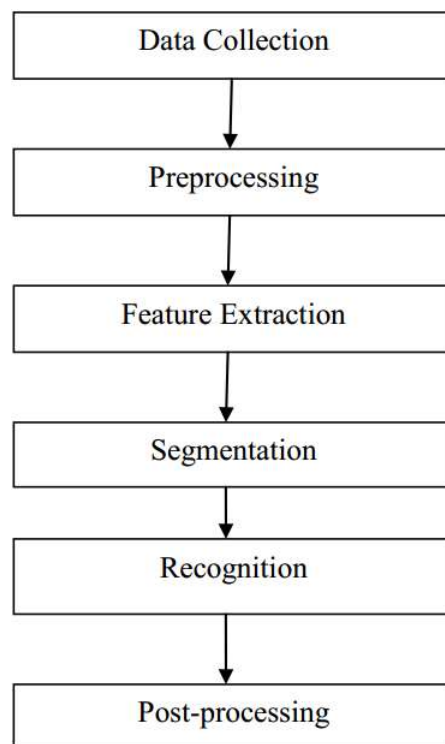 Data Collection
Preprocessing
Feature Extraction
Segmentation
Recognition
Post-processing